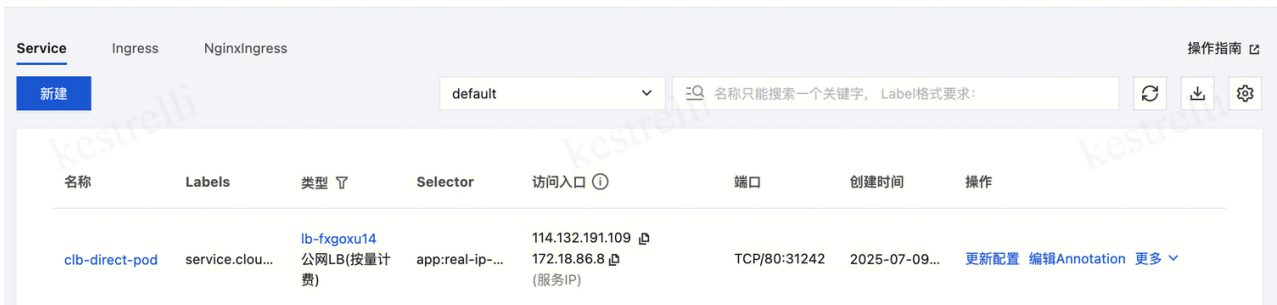 Service Ingress NginxIngress 操作指南
新建 default 名称只能搜索一个关键字， Label格式要求：
kestrelli kestrelli kestrelli
名称 Labels 类型 Selector 访问入口 端口 创建时间 操作
lb-fxgoxu14 114.132.191.109
clb-direct-pod service.clou... 公网LB(按量计 app:real-ip-... 172.18.86.8 TCP/80:31242 2025-07-09... 更新配置 编辑Annotation 更多
费) (服务IP)